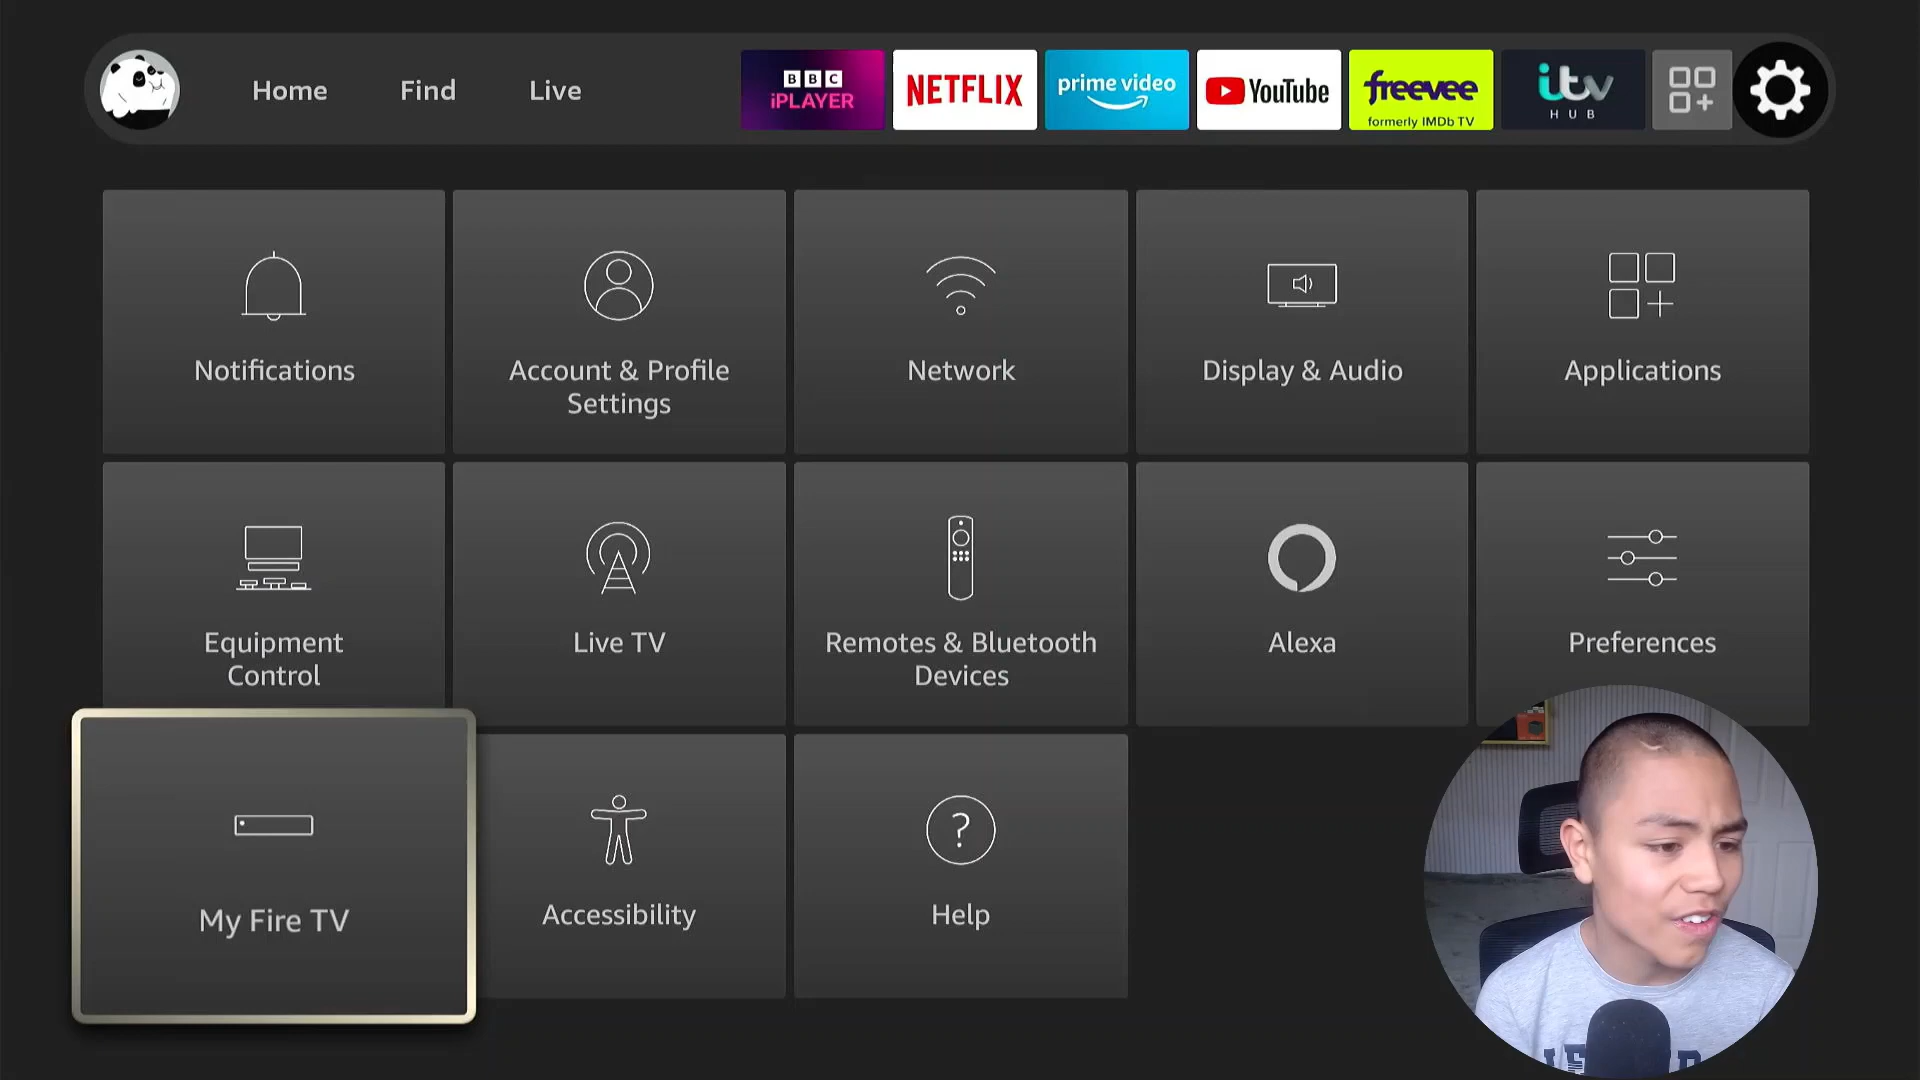 Home
Find
Live
BBC
iPLAYER
NETFLIX
prime video
YouTube
freevee
formerly IMDb TV
itv
HUB
Notifications
Account & Profile
Settings
Network
Display & Audio
Applications
Equipment
Control
Live TV
Remotes & Bluetooth
Devices
Alexa
Preferences
My Fire TV
Accessibility
?
Help